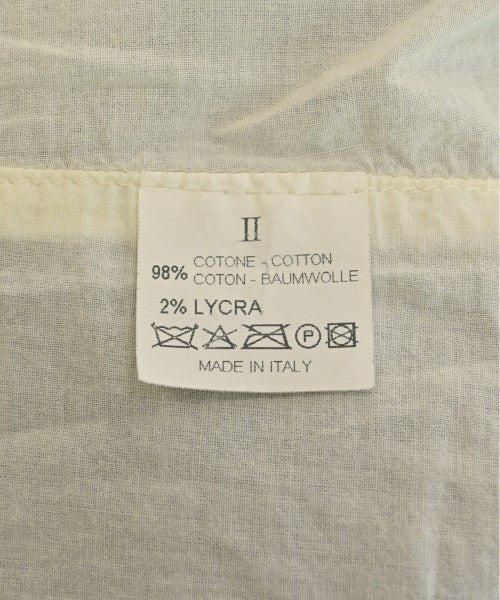 II
98% COTONE - COTTON
COTON - BAUMWOLLE
2% LYCRA
P
MADE IN ITALY